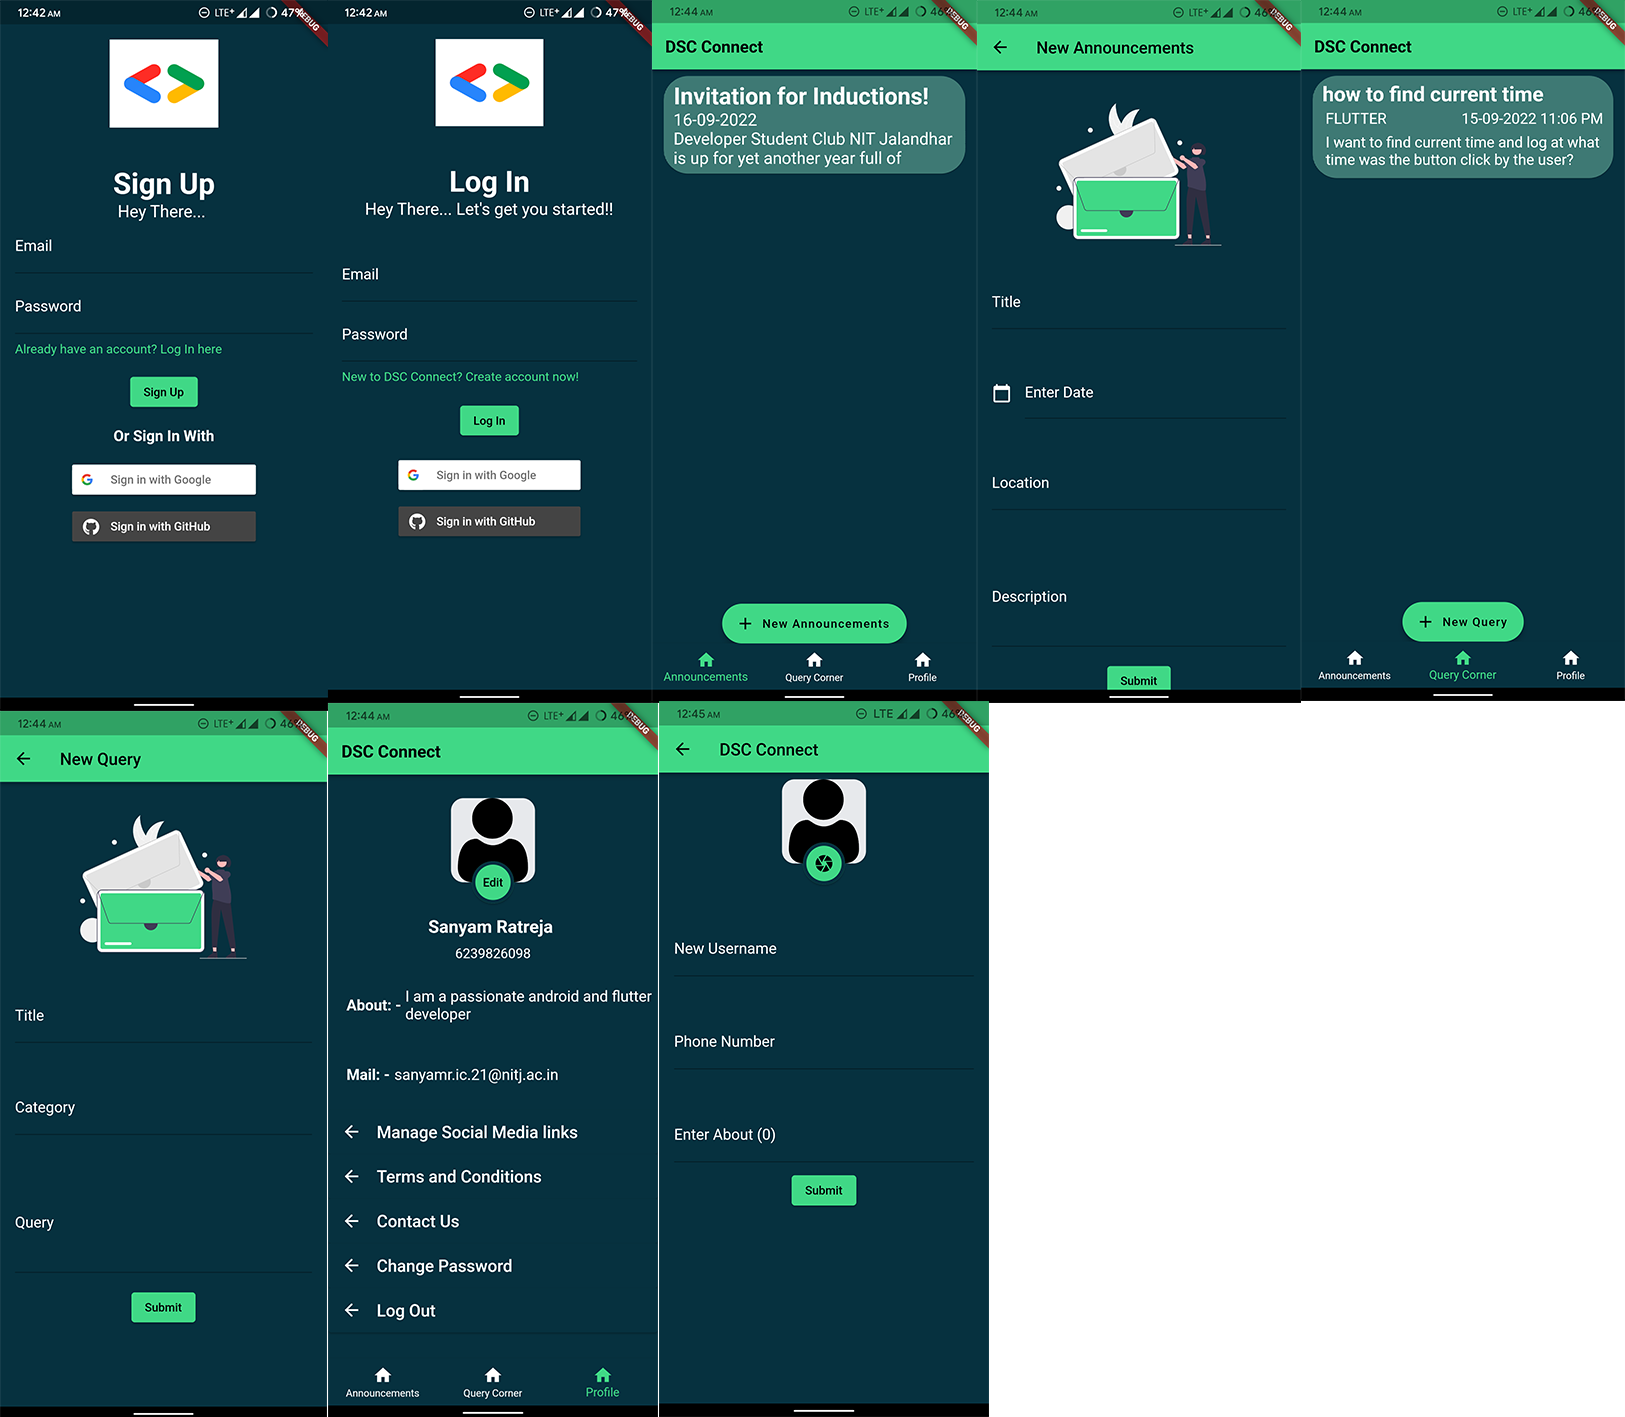 12:42 AM
LTE+
47%
DEBUG
Sign Up
Hey There...
Email
Password
Already have an account? Log In here
Sign Up
Or Sign In With
Sign in with Google
Sign in with GitHub
12:42 AM
LTE+
47%
DEBUG
Log In
Hey There... Let's get you started!!
Email
Password
New to DSC Connect? Create account now!
Log In
Sign in with Google
Sign in with GitHub
12:44 AM
LTE+
46
DEBUG
DSC Connect
Invitation for Inductions!
16-09-2022
Developer Student Club NIT Jalandhar
is up for yet another year full of
+ New Announcements
Announcements
Query Corner
Profile
12:44 AM
LTE+
46
DEBUG
New Announcements
Title
Enter Date
Location
Description
Submit
12:44 AM
LTE+
46
DEBUG
DSC Connect
how to find current time
FLUTTER 15-09-2022 11:06 PM
I want to find current time and log at what
time was the button click by the user?
+ New Query
Announcements
Query Corner
Profile
12:44 AM
LTE+
46
DEBUG
New Query
Title
Category
Query
Submit
12:44 AM
LTE+
46
DEBUG
DSC Connect
Edit
Sanyam Ratreja
6239826098
About: - I am a passionate android and flutter
developer
Mail: - sanyamr.ic.21@nitj.ac.in
Manage Social Media links
Terms and Conditions
Contact Us
Change Password
Log Out
Announcements
Query Corner
Profile
12:45 AM
LTE
46
DEBUG
DSC Connect
New Username
Phone Number
Enter About (0)
Submit